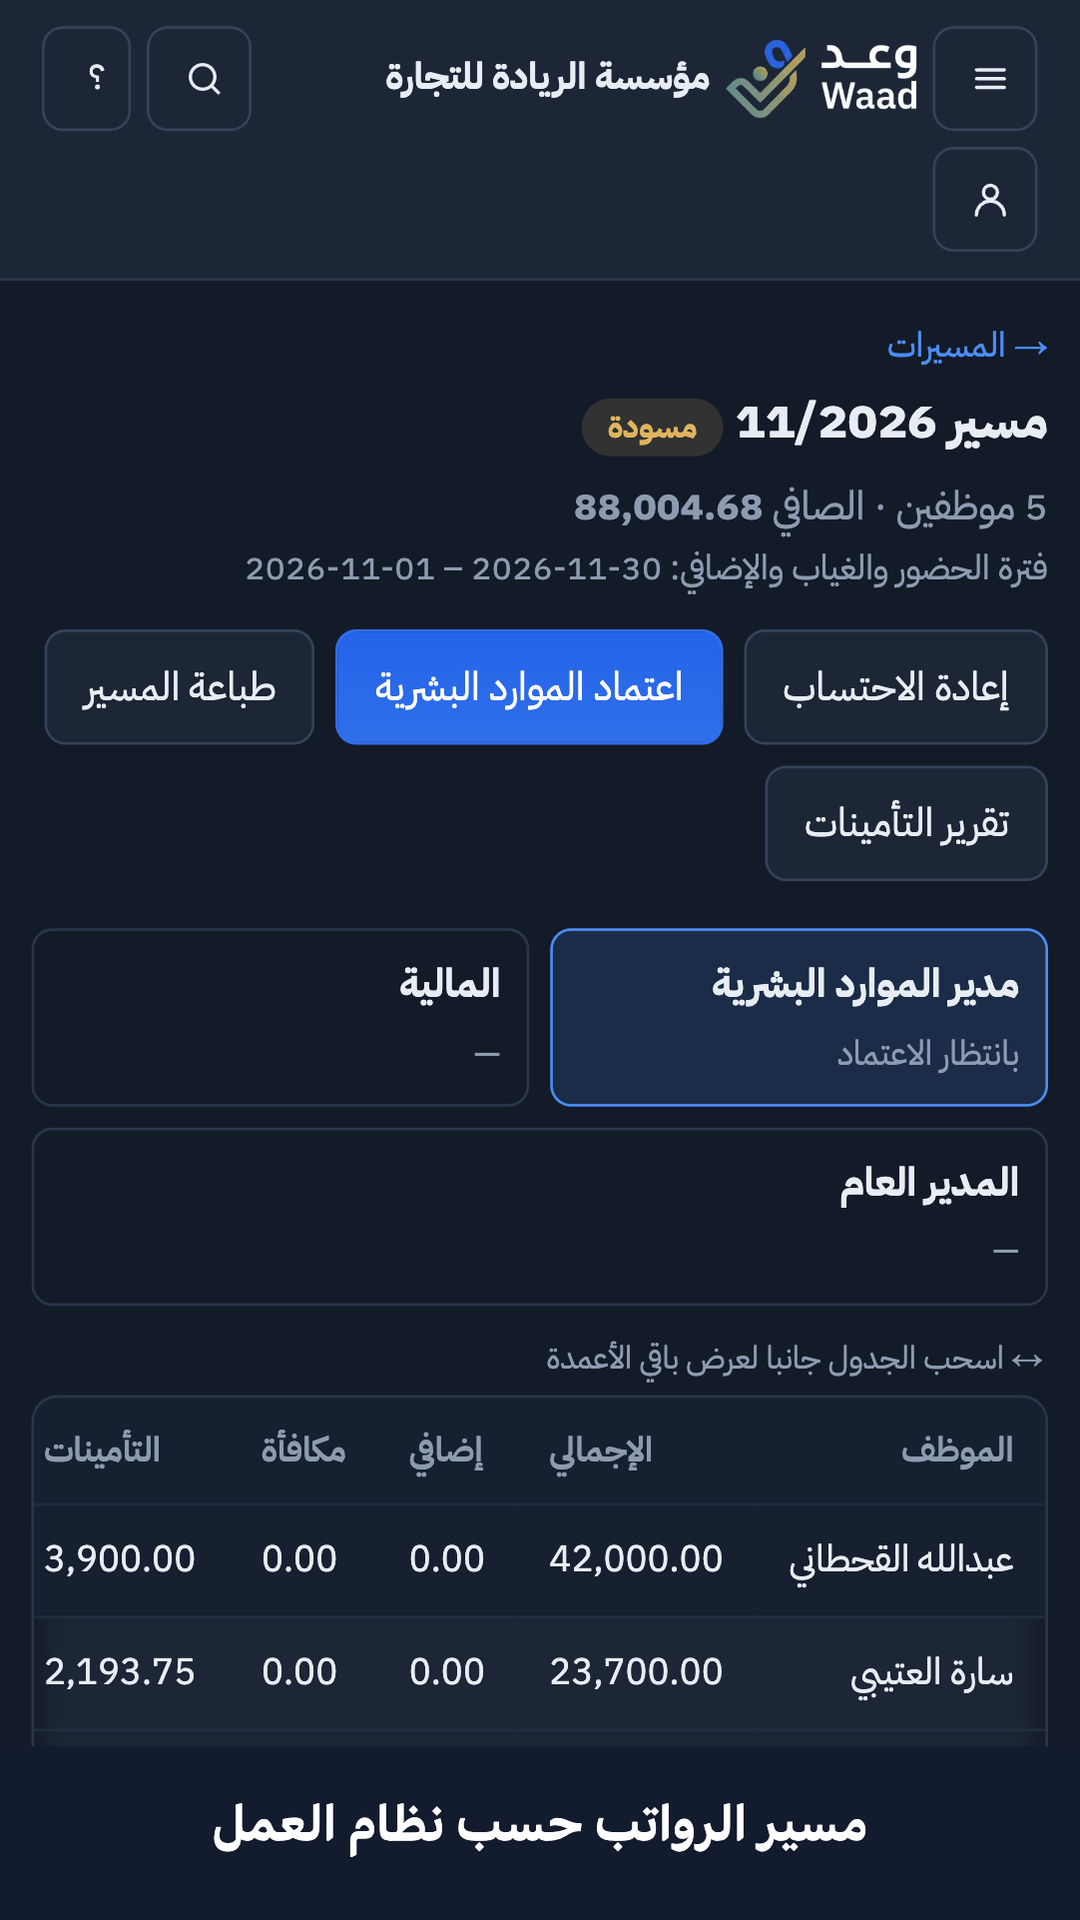 وعد
Waad
مؤسسة الريادة للتجارة
؟
→ المسيرات
مسير 11/2026 مسودة
5 موظفين · الصافي 88,004.68
فترة الحضور والغياب والإضافي: 2026-11-30 – 2026-11-01
إعادة الاحتساب
اعتماد الموارد البشرية
طباعة المسير
تقرير التأمينات
مدير الموارد البشرية
بانتظار الاعتماد
المالية
—
المدير العام
—
↔ اسحب الجدول جانبا لعرض باقي الأعمدة
الموظف الإجمالي إضافي مكافأة التأمينات
عبدالله القحطاني 42,000.00 0.00 0.00 3,900.00
سارة العتيبي 23,700.00 0.00 0.00 2,193.75
مسير الرواتب حسب نظام العمل